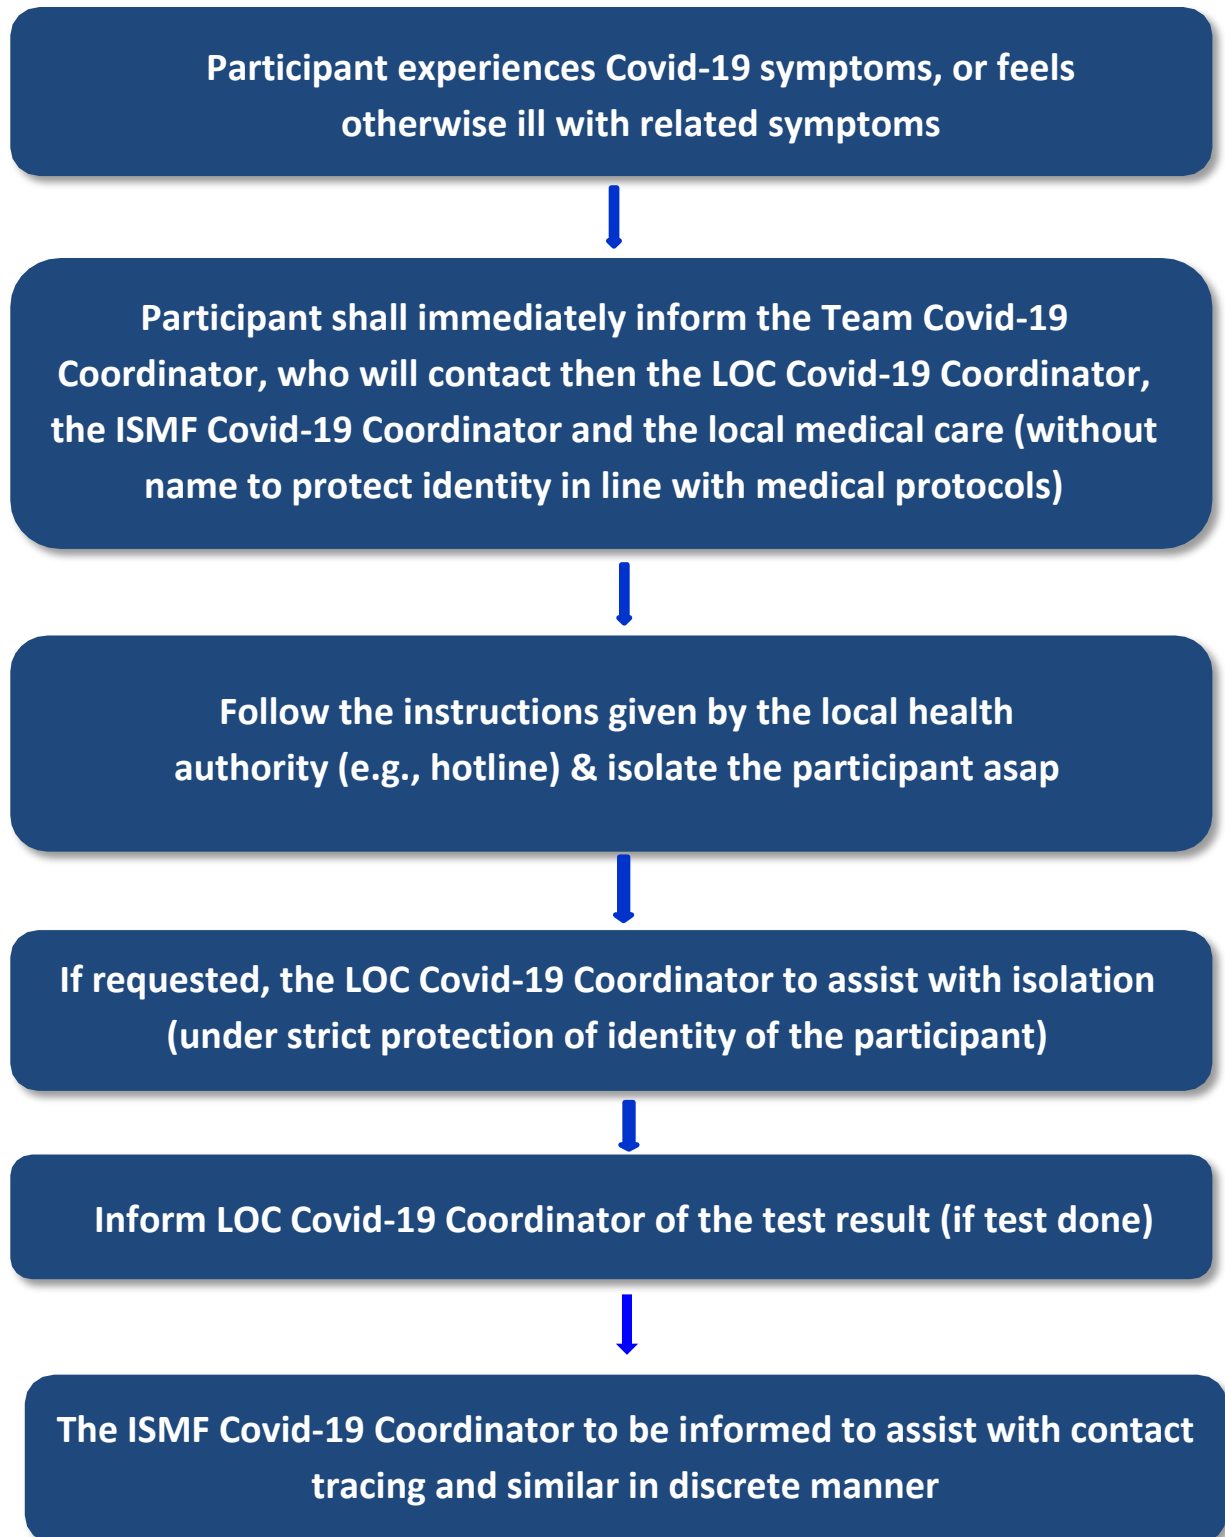 Participant experiences Covid-19 symptoms, or feels
otherwise ill with related symptoms
Participant shall immediately inform the Team Covid-19
Coordinator, who will contact then the LOC Covid-19 Coordinator,
the ISMF Covid-19 Coordinator and the local medical care (without
name to protect identity in line with medical protocols)
Follow the instructions given by the local health
authority (e.g., hotline) & isolate the participant asap
If requested, the LOC Covid-19 Coordinator to assist with isolation
(under strict protection of identity of the participant)
Inform LOC Covid-19 Coordinator of the test result (if test done)
The ISMF Covid-19 Coordinator to be informed to assist with contact
tracing and similar in discrete manner